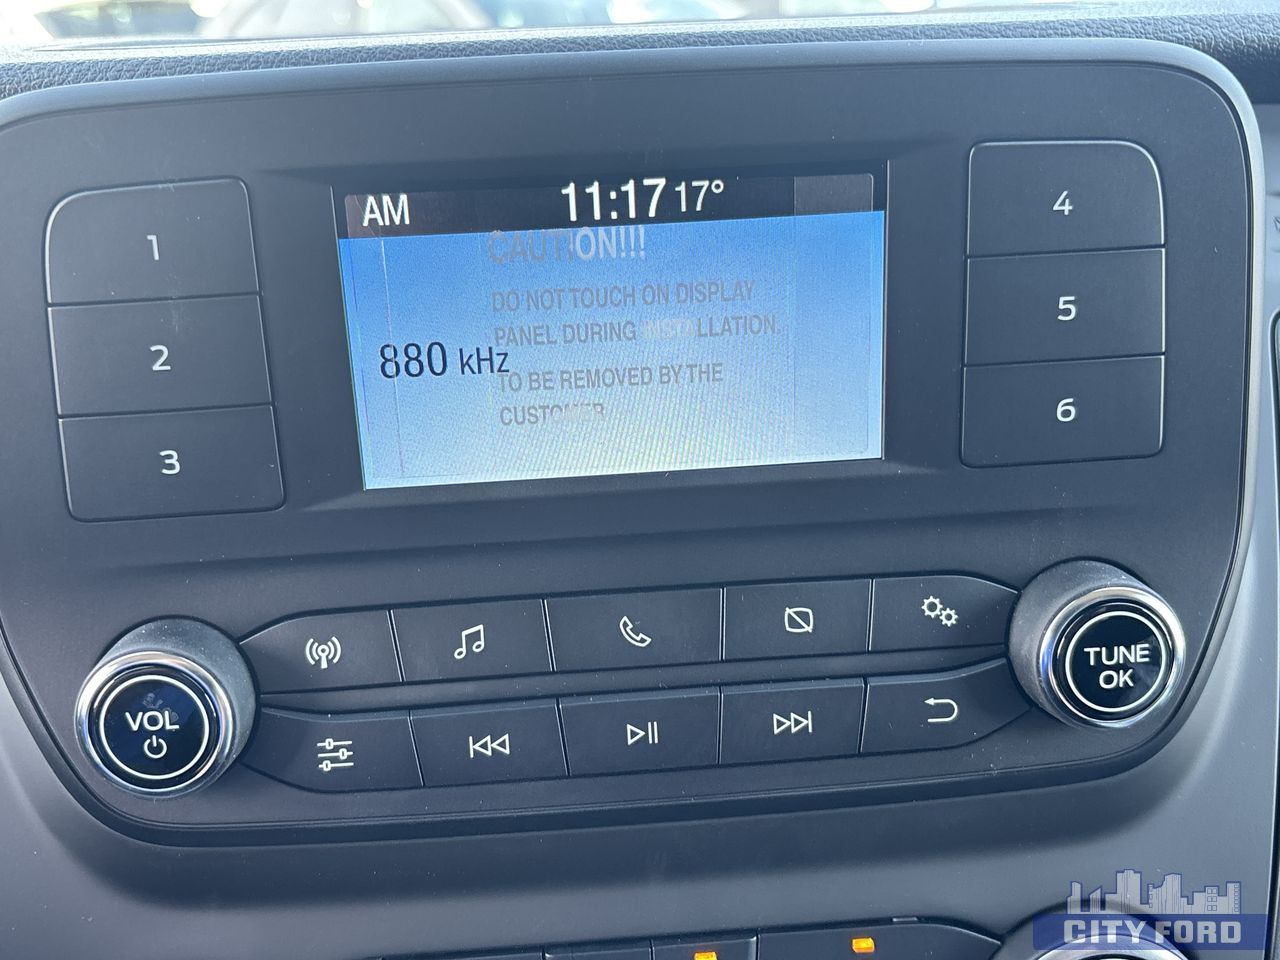 AM 11:17 17°
CAUTION!!!
DO NOT TOUCH ON DISPLAY
PANEL DURING INSTALLATION.
880 kHz
TO BE REMOVED BY THE
CUSTOMER
1
2
3
4
5
6
VOL
TUNE
OK
CITY FORD